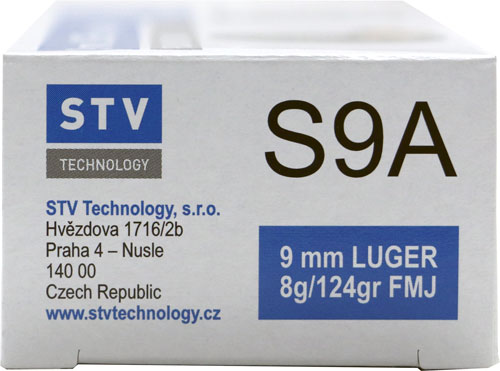 STV
TECHNOLOGY
S9A
STV Technology, s.r.o.
Hvězdova 1716/2b
Praha 4 – Nusle
140 00
Czech Republic
www.stvtechnology.cz
9 mm LUGER
8g/124gr FMJ